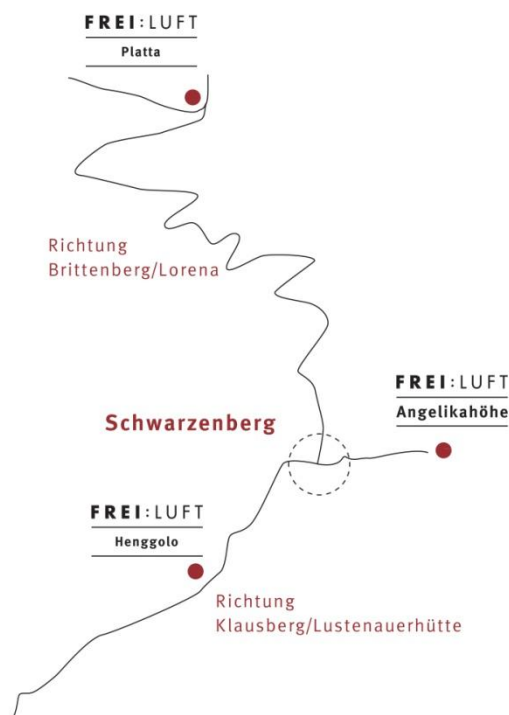 FREI:LUFT
Platta
Richtung
Brittenberg/Lorena
FREI:LUFT
Angelikahöhe
Schwarzenberg
FREI:LUFT
Henggolo
Richtung
Klausberg/Lustenauerhütte